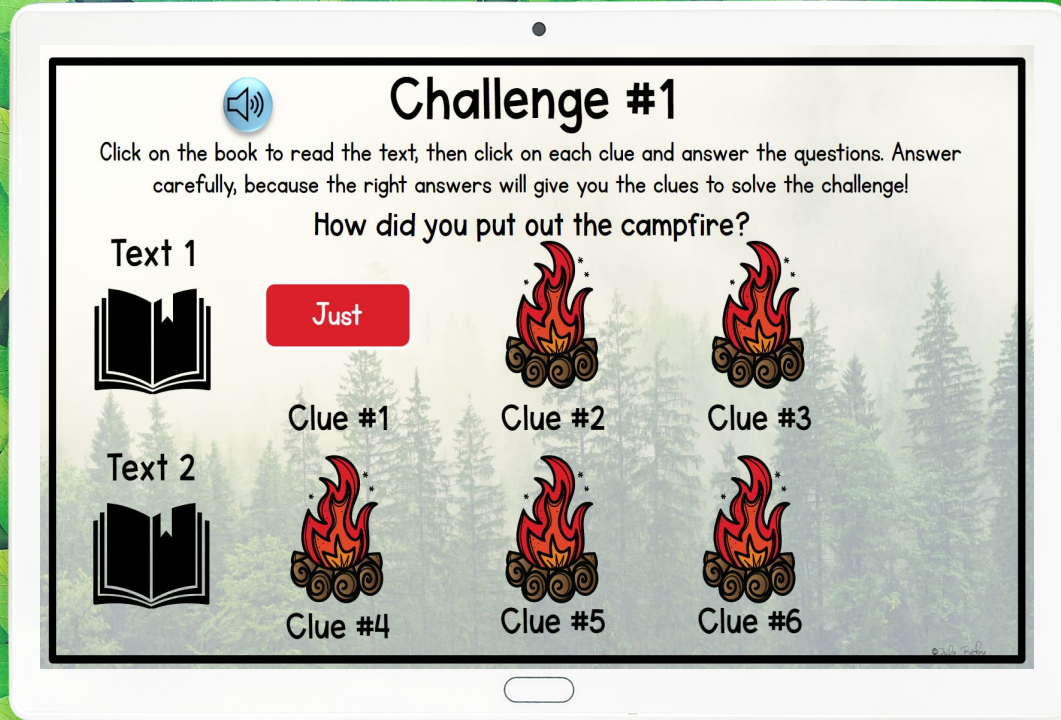 Challenge #1
Click on the book to read the text, then click on each clue and answer the questions. Answer
carefully, because the right answers will give you the clues to solve the challenge!
How did you put out the campfire?
Text 1
Just
Clue #1
Clue #2
Clue #3
Text 2
Clue #4
Clue #5
Clue #6